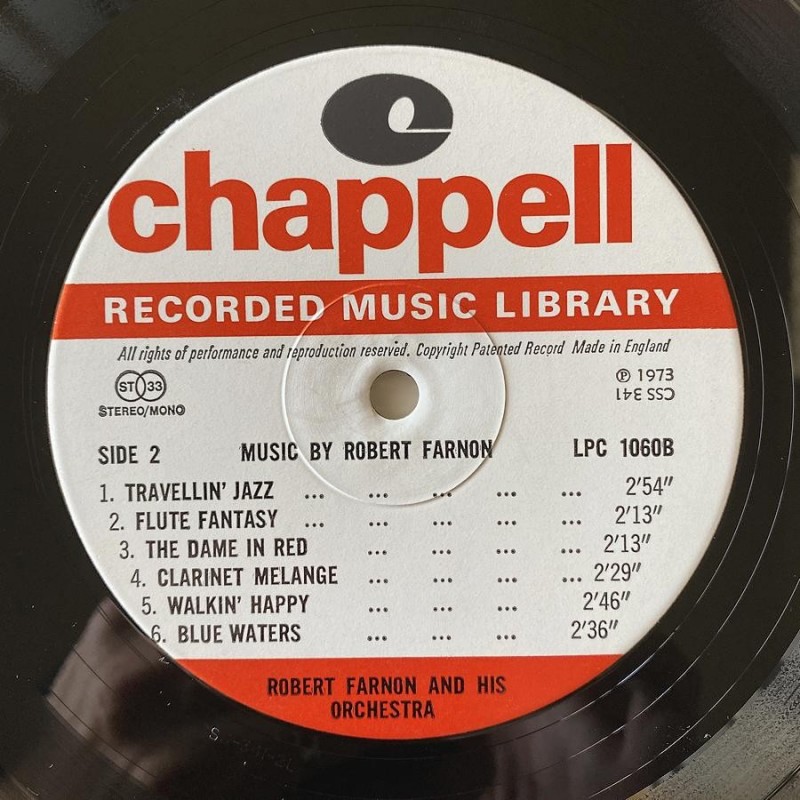 chappell
RECORDED MUSIC LIBRARY
All rights of performance and reproduction reserved. Copyright Patented Record Made in England
ST 33
STEREO/MONO
℗ 1973
CSS 341
SIDE 2 MUSIC BY ROBERT FARNON LPC 1060B
1. TRAVELLIN' JAZZ ... ... ... ... ... 2'54"
2. FLUTE FANTASY ... ... ... ... ... 2'13"
3. THE DAME IN RED ... ... ... ... 2'13"
4. CLARINET MELANGE ... ... ... ... 2'29"
5. WALKIN' HAPPY ... ... ... 2'46"
6. BLUE WATERS ... ... ... 2'36"
ROBERT FARNON AND HIS
ORCHESTRA